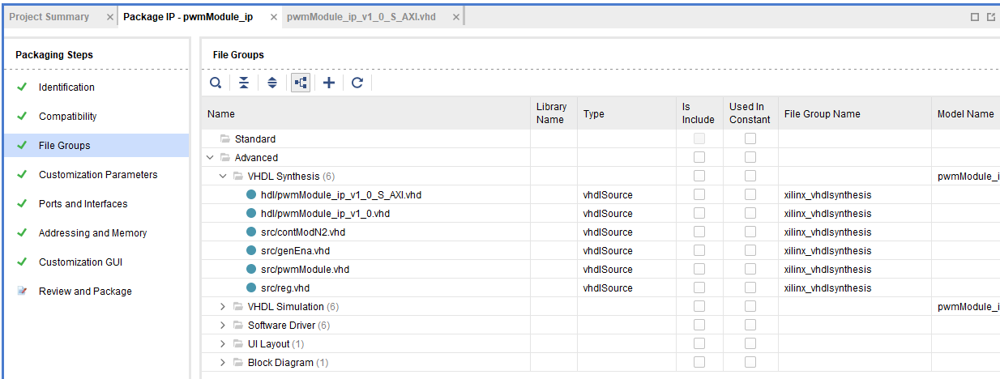 Project Summary
Package IP - pwmModule_ip
pwmModule_ip_v1_0_S_AXI.vhd
Packaging Steps
Identification
Compatibility
File Groups
Customization Parameters
Ports and Interfaces
Addressing and Memory
Customization GUI
Review and Package
File Groups
Name Library Name Type Is Include Used In Constant File Group Name Model Name
Standard
Advanced
VHDL Synthesis (6) pwmModule_i
hdl/pwmModule_ip_v1_0_S_AXI.vhd vhdlSource xilinx_vhdlsynthesis
hdl/pwmModule_ip_v1_0.vhd vhdlSource xilinx_vhdlsynthesis
src/contModN2.vhd vhdlSource xilinx_vhdlsynthesis
src/genEna.vhd vhdlSource xilinx_vhdlsynthesis
src/pwmModule.vhd vhdlSource xilinx_vhdlsynthesis
src/reg.vhd vhdlSource xilinx_vhdlsynthesis
VHDL Simulation (6) pwmModule_i
Software Driver (6)
UI Layout (1)
Block Diagram (1)